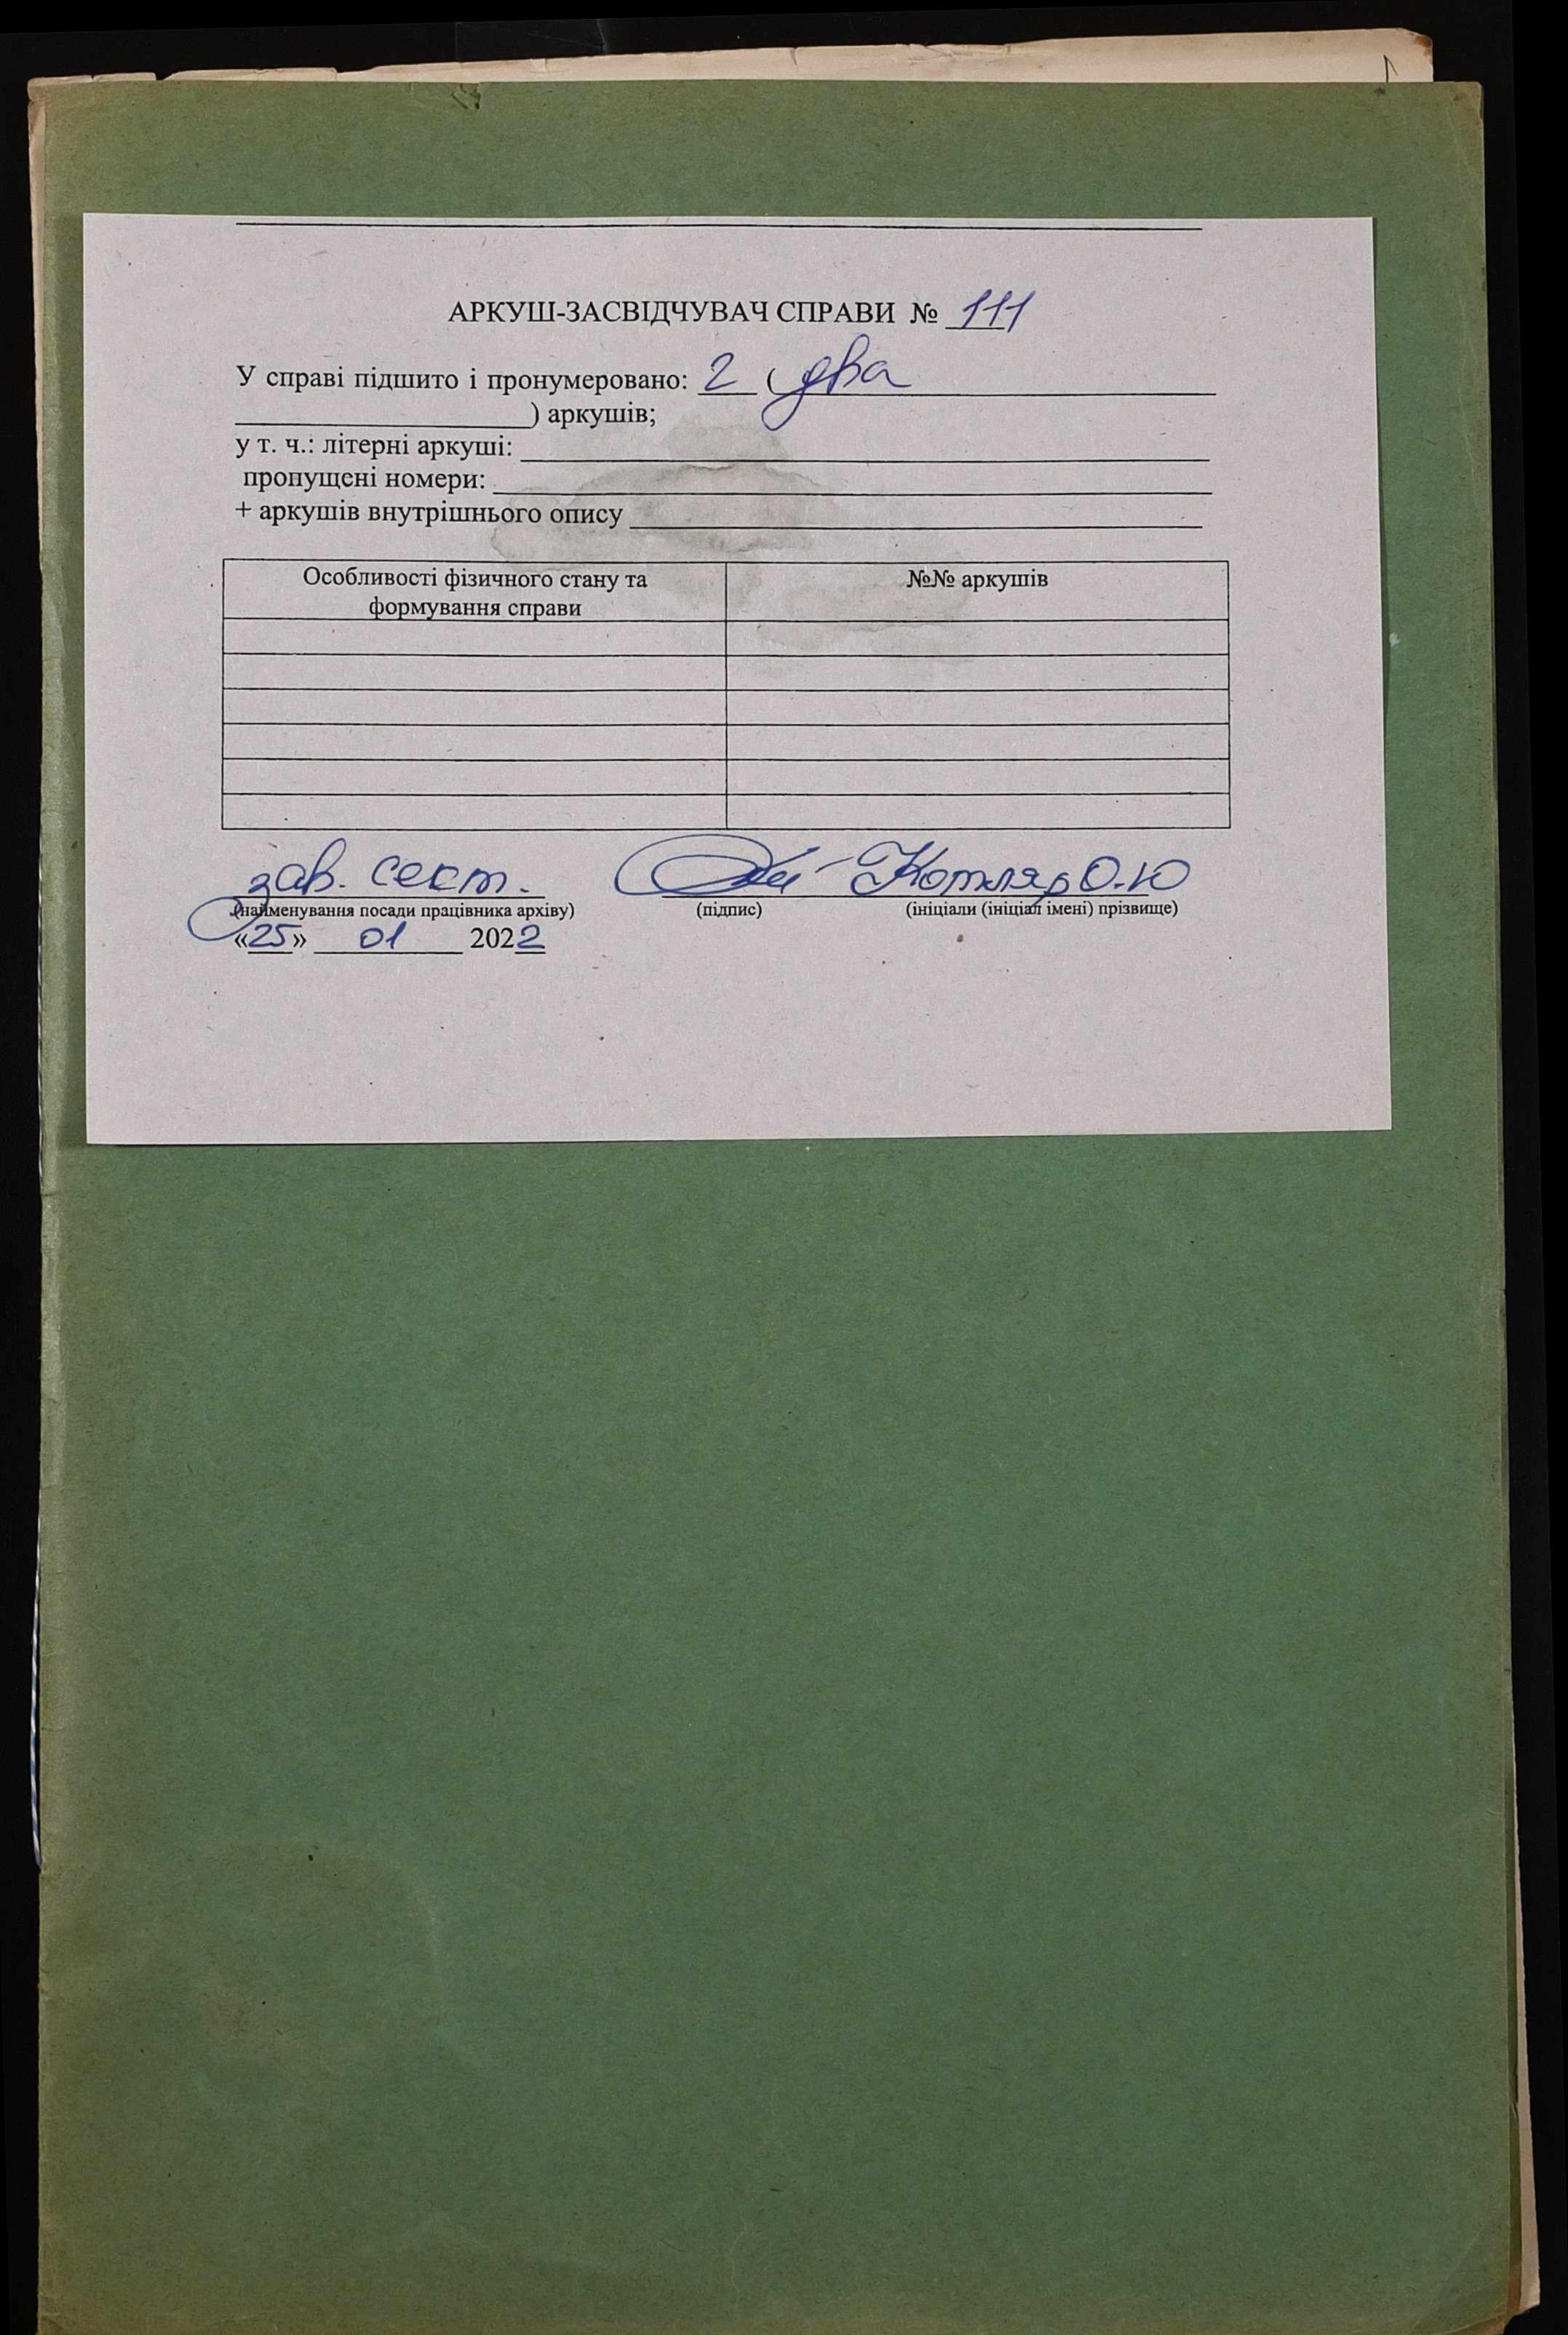 АРКУШ-ЗАСВІДЧУВАЧ СПРАВИ № 111
У справі підшито і пронумеровано: 2 (два
) аркушів;
у т. ч.: літерні аркуші:
пропущені номери:
+ аркушів внутрішнього опису
Особливості фізичного стану та
формування справи
№№ аркушів
зав. сект. Котляр О.Ю
(найменування посади працівника архіву) (підпис) (ініціали (ініціал імені) прізвище)
«25» 01 2022